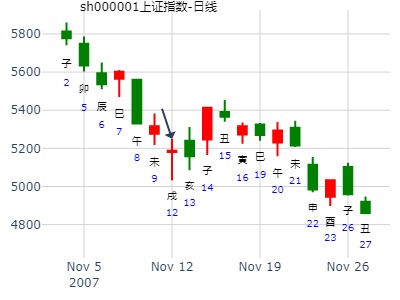 sh000001上证指数-日线
5800
5600
5400
5200
5000
4800
子
2
卯
5
辰
6
巳
7
午
8
未
9
戌
12
亥
13
子
14
丑
15
寅
16
巳
19
午
20
未
21
申
22
酉
23
子
26
丑
27
Nov 5
2007
Nov 12
Nov 19
Nov 26